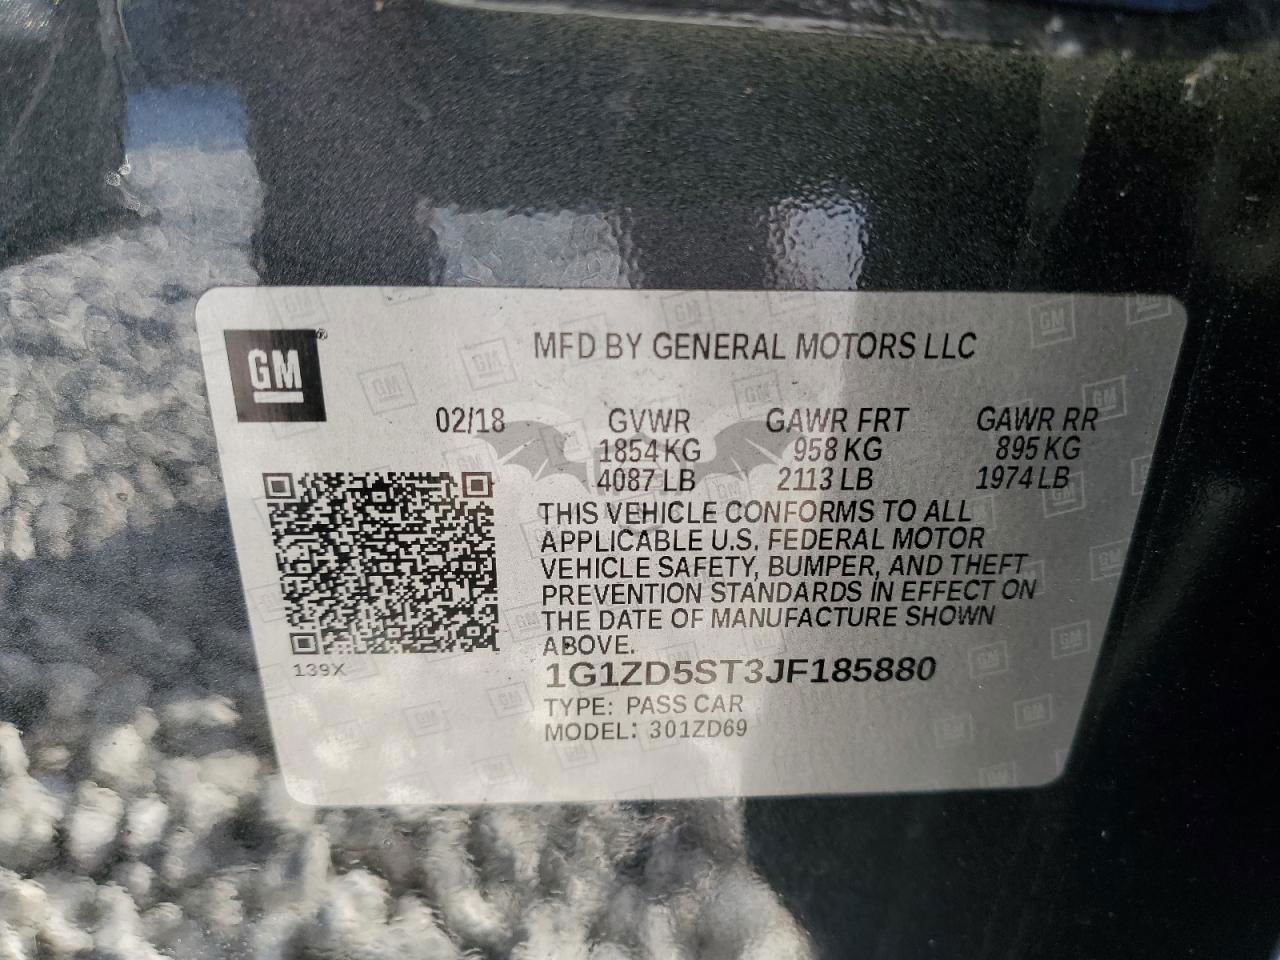 GM®
MFD BY GENERAL MOTORS LLC
02/18 GVWR GAWR FRT GAWR RR
1854 KG 958 KG 895 KG
4087 LB 2113 LB 1974 LB
THIS VEHICLE CONFORMS TO ALL
APPLICABLE U.S. FEDERAL MOTOR
VEHICLE SAFETY, BUMPER, AND THEFT
PREVENTION STANDARDS IN EFFECT ON
THE DATE OF MANUFACTURE SHOWN
ABOVE.
139X
1G1ZD5ST3JF185880
TYPE: PASS CAR
MODEL: 301ZD69